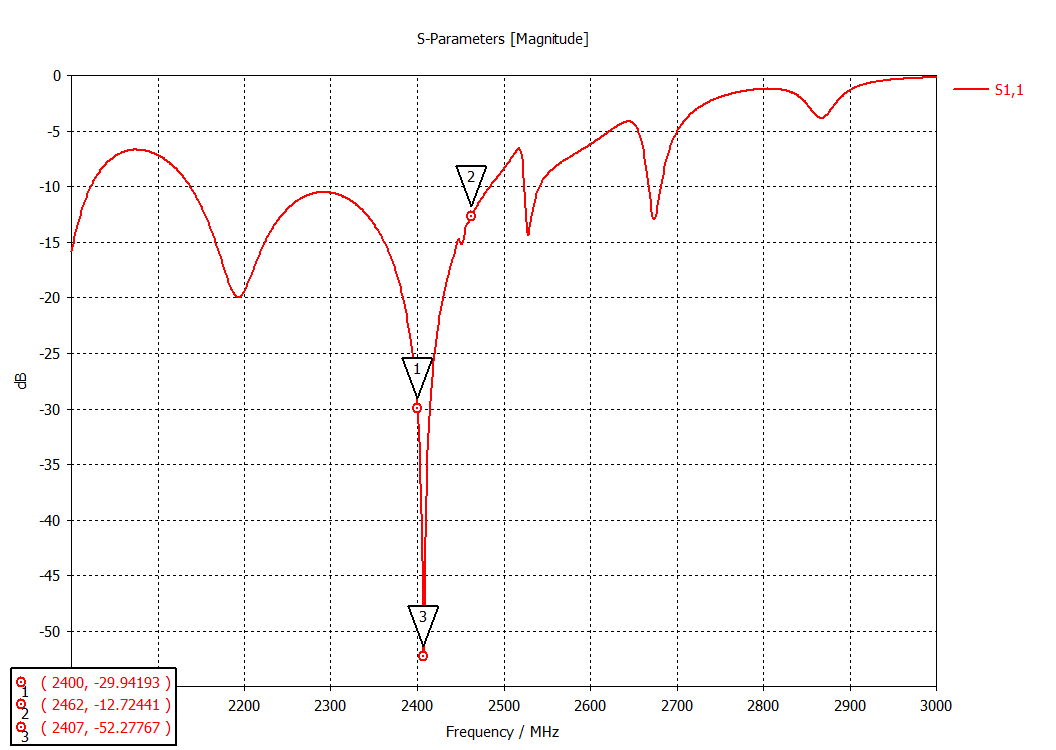 S-Parameters [Magnitude]
S1,1
0
-5
-10
-15
-20
-25
-30
-35
-40
-45
-50
dB
2
1
3
1 ( 2400, -29.94193 )
2 ( 2462, -12.72441 )
3 ( 2407, -52.27767 )
2200 2300 2400 2500 2600 2700 2800 2900 3000
Frequency / MHz